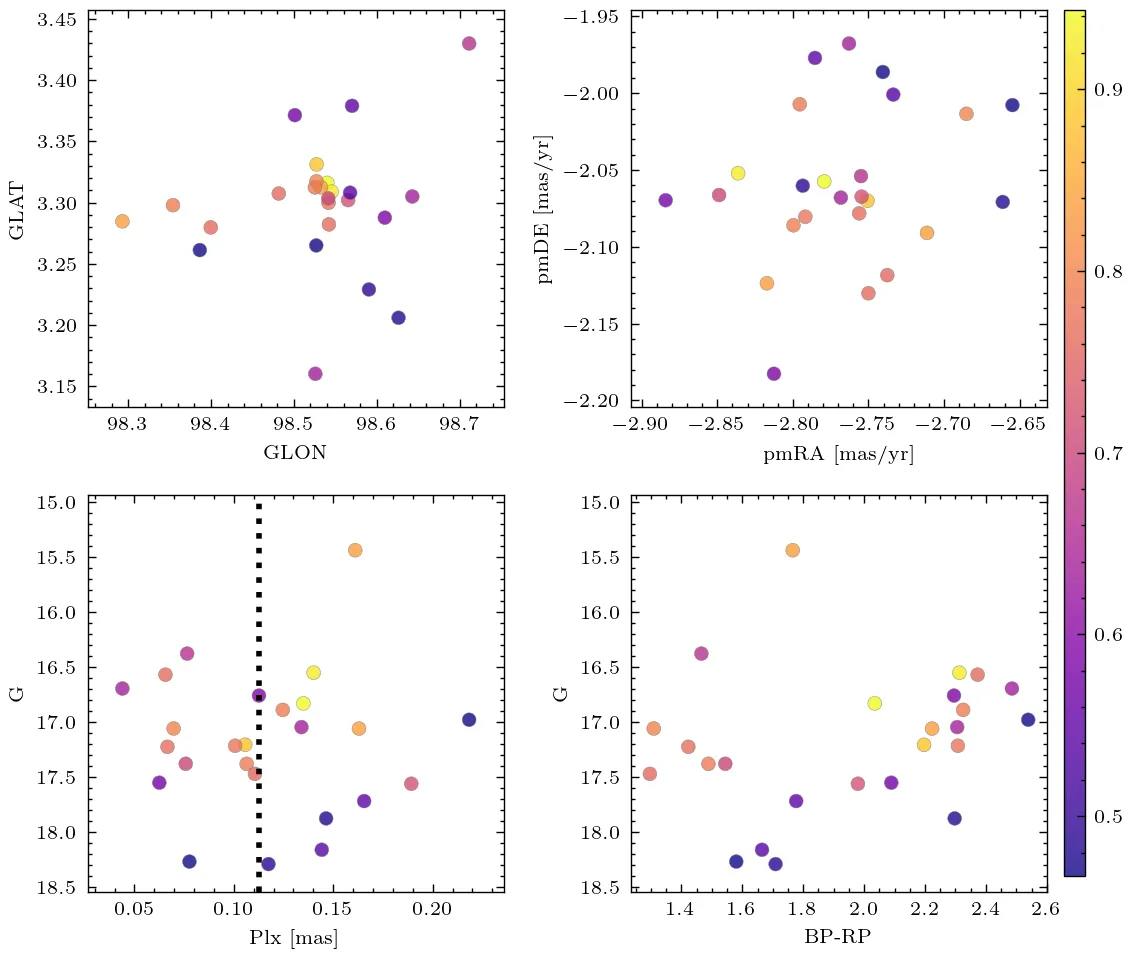 3.45
3.40
3.35
3.30
3.25
3.20
3.15
GLAT
98.3 98.4 98.5 98.6 98.7
GLON
−1.95
−2.00
−2.05
−2.10
−2.15
−2.20
pmDE [mas/yr]
−2.90 −2.85 −2.80 −2.75 −2.70 −2.65
pmRA [mas/yr]
0.9
0.8
0.7
0.6
0.5
15.0
15.5
16.0
16.5
17.0
17.5
18.0
18.5
G
0.05 0.10 0.15 0.20
Plx [mas]
15.0
15.5
16.0
16.5
17.0
17.5
18.0
18.5
G
1.4 1.6 1.8 2.0 2.2 2.4 2.6
BP-RP